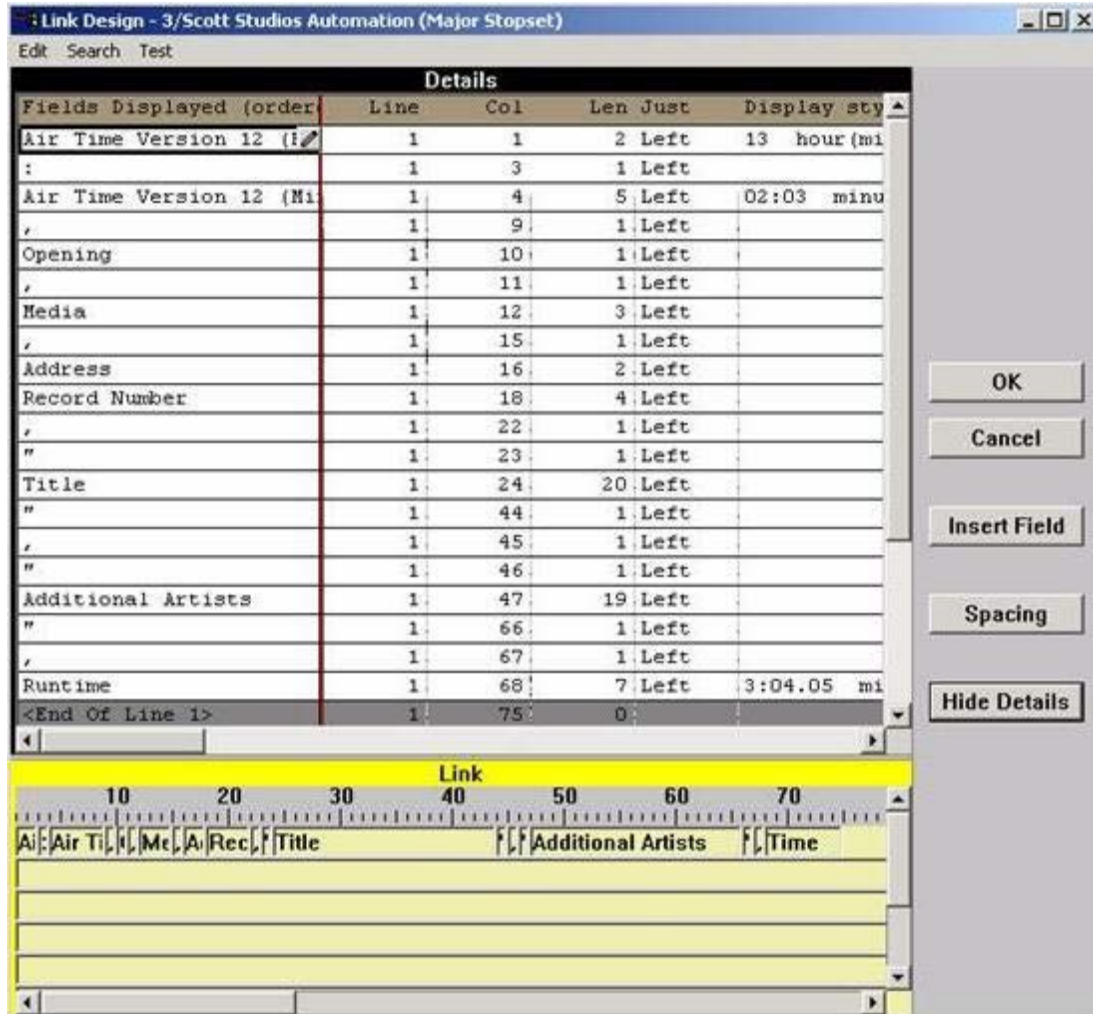 Link Design - 3/Scott Studios Automation (Major Stopset)
Edit Search Test
Details
Fields Displayed (order Line Col Len Just Display sty
Air Time Version 12 ( 1 1 2 Left 13 hour(mi
: 1 3 1 Left
Air Time Version 12 (Mi 1 4 5 Left 02:03 minu
, 1 9 1 Left
Opening 1 10 1 Left
, 1 11 1 Left
Media 1 12 3 Left
, 1 15 1 Left
Address 1 16 2 Left
Record Number 1 18 4 Left
, 1 22 1 Left
" 1 23 1 Left
Title 1 24 20 Left
" 1 44 1 Left
, 1 45 1 Left
" 1 46 1 Left
Additional Artists 1 47 19 Left
" 1 66 1 Left
, 1 67 1 Left
Runtime 1 68 7 Left 3:04.05 mi
<End Of Line 1> 1 75 0
OK
Cancel
Insert Field
Spacing
Hide Details
Link
10 20 30 40 50 60 70
Ai : Air Ti , , Me , A Rec , " Title " , " Additional Artists " , Time